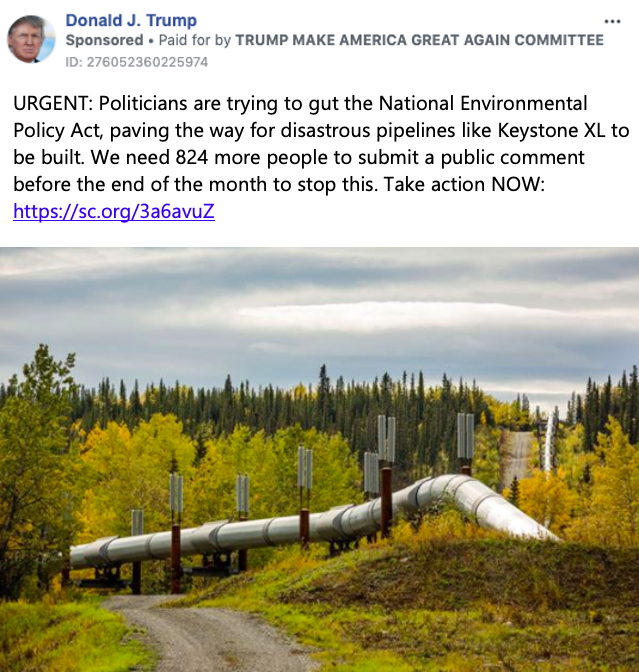 Donald J. Trump
Sponsored • Paid for by TRUMP MAKE AMERICA GREAT AGAIN COMMITTEE
ID: 276052360225974
URGENT: Politicians are trying to gut the National Environmental
Policy Act, paving the way for disastrous pipelines like Keystone XL to
be built. We need 824 more people to submit a public comment
before the end of the month to stop this. Take action NOW:
https://sc.org/3a6avuZ